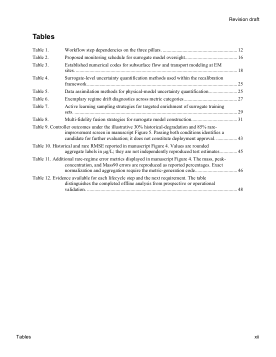 Revision draft
Tables
Table 1. Workflow step dependencies on the three pillars. ... 12
Table 2. Proposed monitoring schedule for surrogate model oversight. ... 16
Table 3. Established numerical codes for subsurface flow and transport modeling at EM
sites ... 18
Table 4. Surrogate-level uncertainty quantification methods used within the recalibration
framework. ... 25
Table 5. Data assimilation methods for physical-model uncertainty quantification. ... 25
Table 6. Exemplary regime drift diagnostics across metric categories. ... 27
Table 7. Active learning sampling strategies for targeted enrichment of surrogate training
sets. ... 29
Table 8. Multi-fidelity fusion strategies for surrogate model construction. ... 31
Table 9. Controller outcomes under the illustrative 30% historical-degradation and 85% rare-
improvement screen in manuscript Figure 5. Passing both conditions identifies a
candidate for further evaluation; it does not constitute deployment approval. ... 43
Table 10. Historical and rare RMSE reported in manuscript Figure 4. Values are rounded
aggregate labels in µg/L; they are not independently reproduced test estimates. ... 45
Table 11. Additional rare-regime error metrics displayed in manuscript Figure 4. The mass, peak-
concentration, and Mass90 errors are reproduced as reported percentages. Exact
normalization and aggregation require the metric-generation code. ... 46
Table 12. Evidence available for each lifecycle step and the next requirement. The table
distinguishes the completed offline analysis from prospective or operational
validation. ... 48
Tables